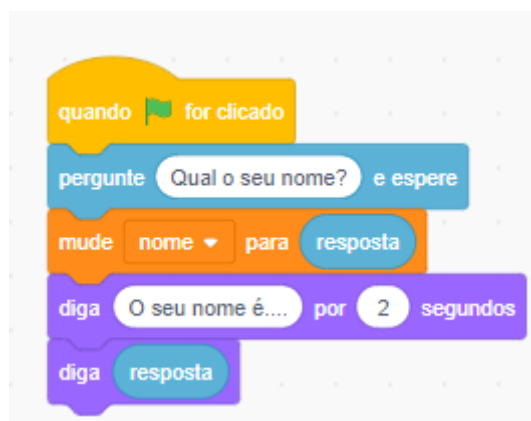 quando for clicado
pergunte Qual o seu nome? e espere
mude nome para resposta
diga O seu nome é.... por 2 segundos
diga resposta